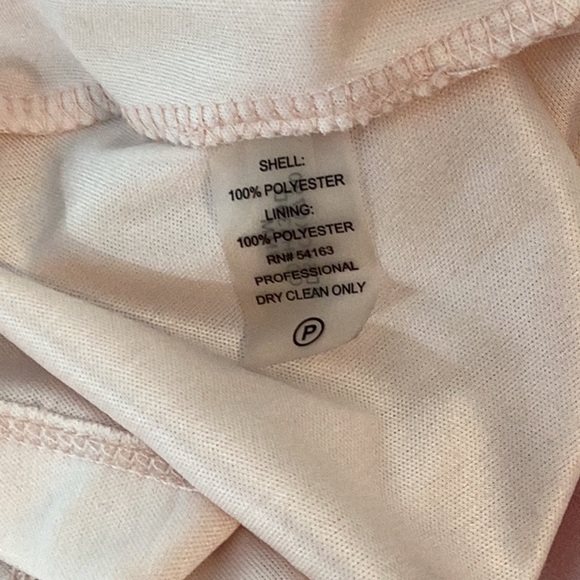 SHELL:
100% POLYESTER
LINING:
100% POLYESTER
RN# 54163
PROFESSIONAL
DRY CLEAN ONLY
P